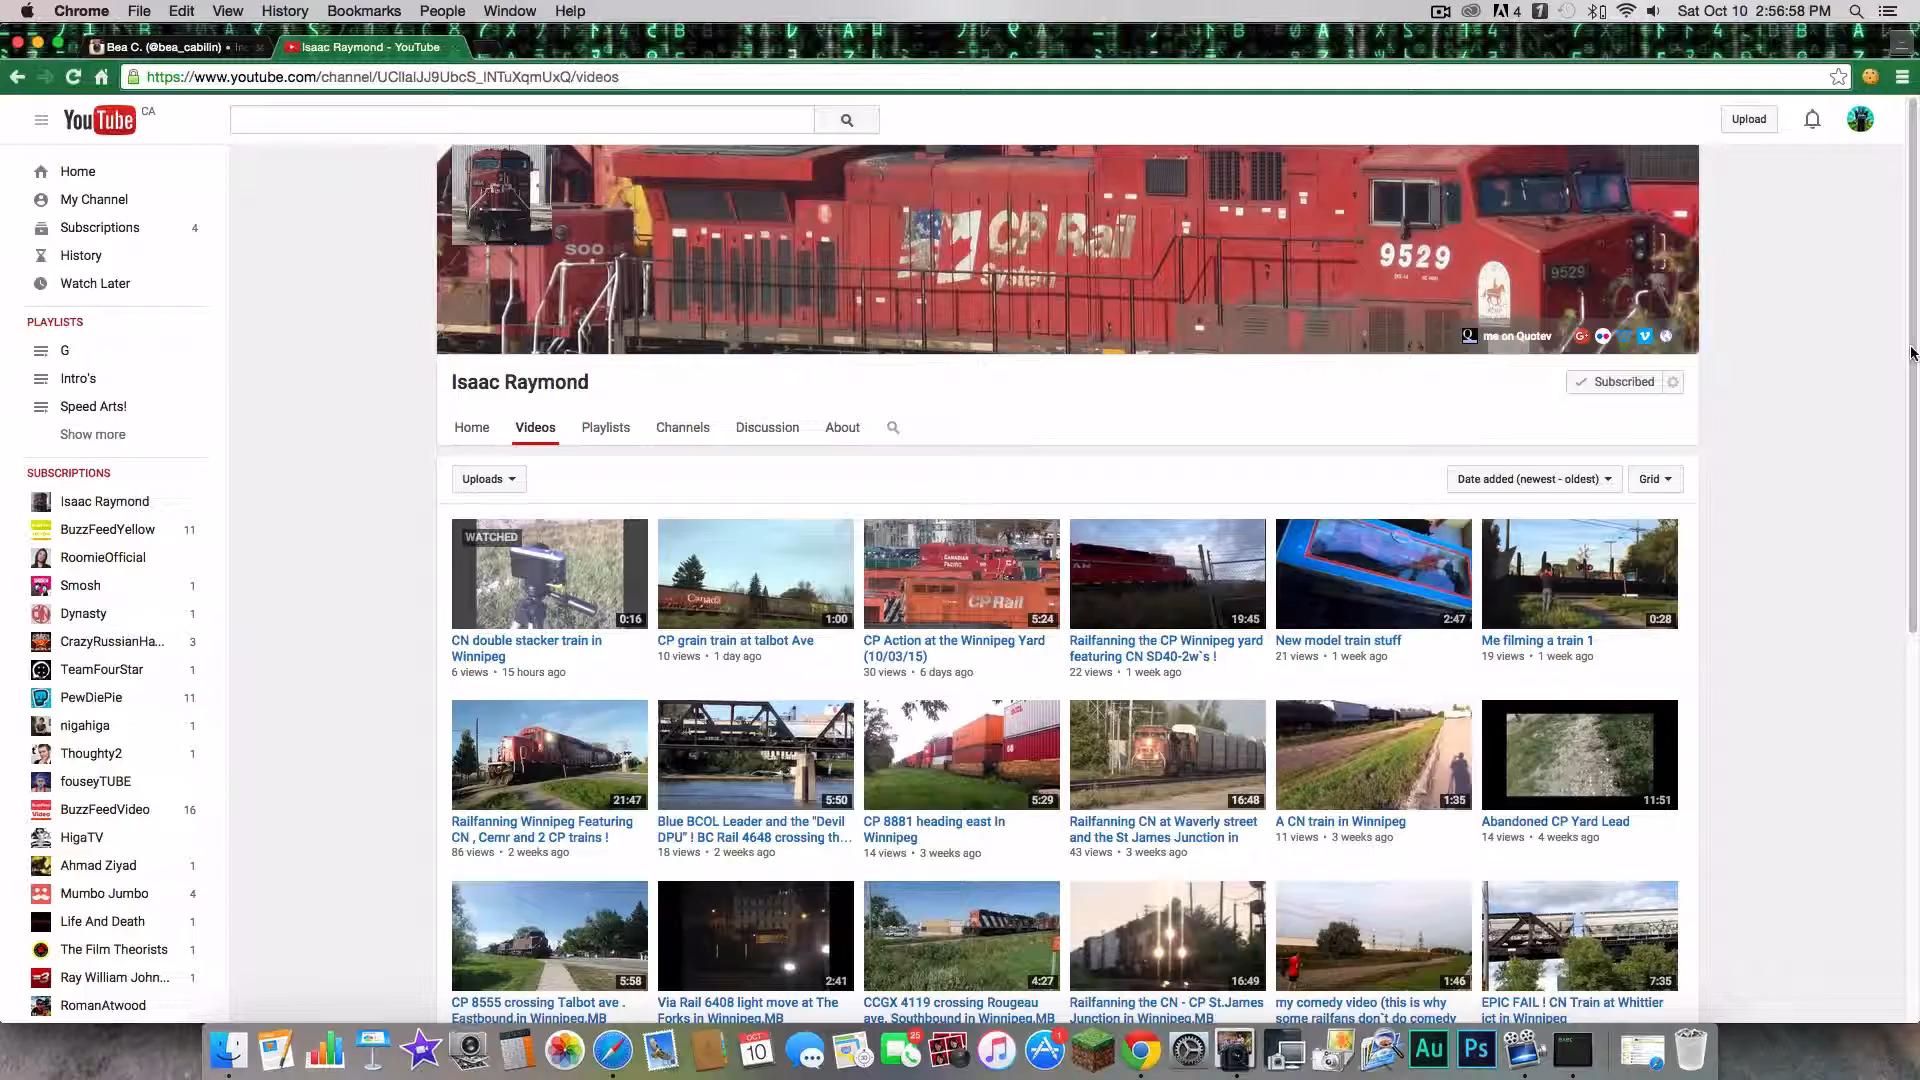 Chrome File Edit View History Bookmarks People Window Help
4 Sat Oct 10 2:56:58 PM
Bea C. (@bea_cabilin) •
Isaac Raymond - YouTube
https://www.youtube.com/channel/UCllalJJ9UbcS_lNTuXqmUxQ/videos
YouTube CA
Upload
Home
My Channel
Subscriptions 4
History
Watch Later
PLAYLISTS
G
Intro's
Speed Arts!
Show more
SUBSCRIPTIONS
Isaac Raymond
BuzzFeedYellow 11
RoomieOfficial
Smosh 1
Dynasty 1
CrazyRussianHa... 3
TeamFourStar 1
PewDiePie 11
nigahiga 1
Thoughty2 1
fouseyTUBE
BuzzFeedVideo 16
HigaTV
Ahmad Ziyad 1
Mumbo Jumbo 4
Life And Death 1
The Film Theorists 1
Ray William John... 1
RomanAtwood
SOO
CP Rail
System
9529
9529
me on Quotev
Isaac Raymond
Subscribed
Home Videos Playlists Channels Discussion About
Uploads
Date added (newest - oldest) Grid
WATCHED
0:16
CN double stacker train in
Winnipeg
6 views • 15 hours ago
Canada
1:00
CP grain train at talbot Ave
10 views • 1 day ago
CANADIAN
PACIFIC
CP Rail
5:24
CP Action at the Winnipeg Yard
(10/03/15)
30 views • 6 days ago
19:45
Railfanning the CP Winnipeg yard
featuring CN SD40-2w`s !
22 views • 1 week ago
2:47
New model train stuff
21 views • 1 week ago
0:28
Me filming a train 1
19 views • 1 week ago
21:47
Railfanning Winnipeg Featuring
CN , Cemr and 2 CP trains !
86 views • 2 weeks ago
5:50
Blue BCOL Leader and the "Devil
DPU" ! BC Rail 4648 crossing th...
18 views • 2 weeks ago
5:29
CP 8881 heading east In
Winnipeg
14 views • 3 weeks ago
16:48
Railfanning CN at Waverly street
and the St James Junction in
43 views • 3 weeks ago
1:35
A CN train in Winnipeg
11 views • 3 weeks ago
11:51
Abandoned CP Yard Lead
14 views • 4 weeks ago
5:58
CP 8555 crossing Talbot ave .
Eastbound.in Winnipeg.MB
2:41
Via Rail 6408 light move at The
Forks in Winnipeg.MB
4:27
CCGX 4119 crossing Rougeau
ave. Southbound in Winnipeg.MB
16:49
Railfanning the CN - CP St.James
Junction in Winnipeg.MB
1:46
my comedy video (this is why
some railfans don`t do comedy
7:35
EPIC FAIL ! CN Train at Whittier
ict in Winnipeg
OCT
10
25
1
Au
Ps